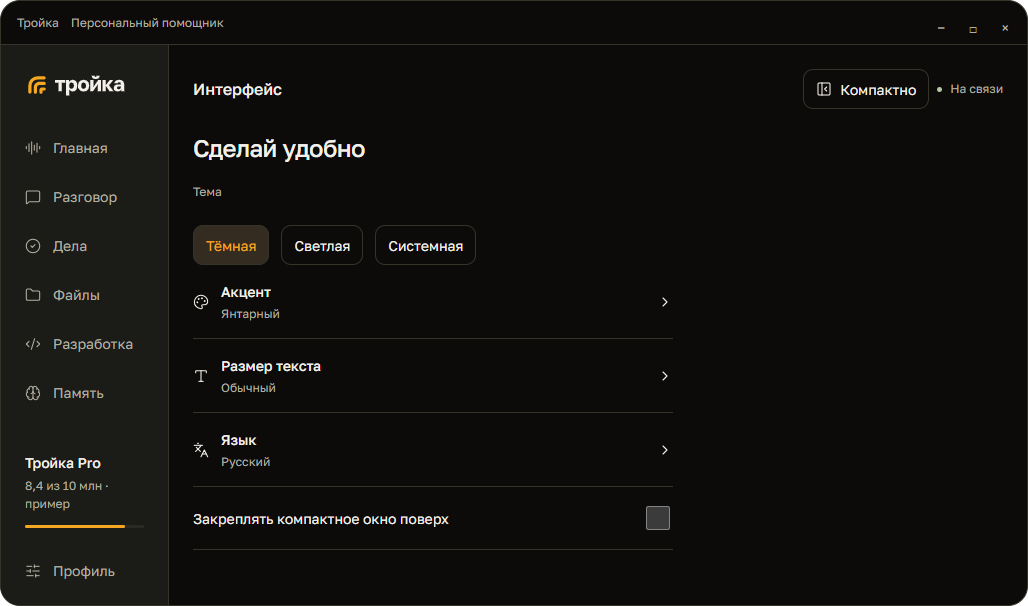 Тройка Персональный помощник
тройка
Главная
Разговор
Дела
Файлы
Разработка
Память
Тройка Pro
8,4 из 10 млн ·
пример
Профиль
Интерфейс
Компактно
На связи
Сделай удобно
Тема
Тёмная
Светлая
Системная
Акцент
Янтарный
Размер текста
Обычный
Язык
Русский
Закреплять компактное окно поверх